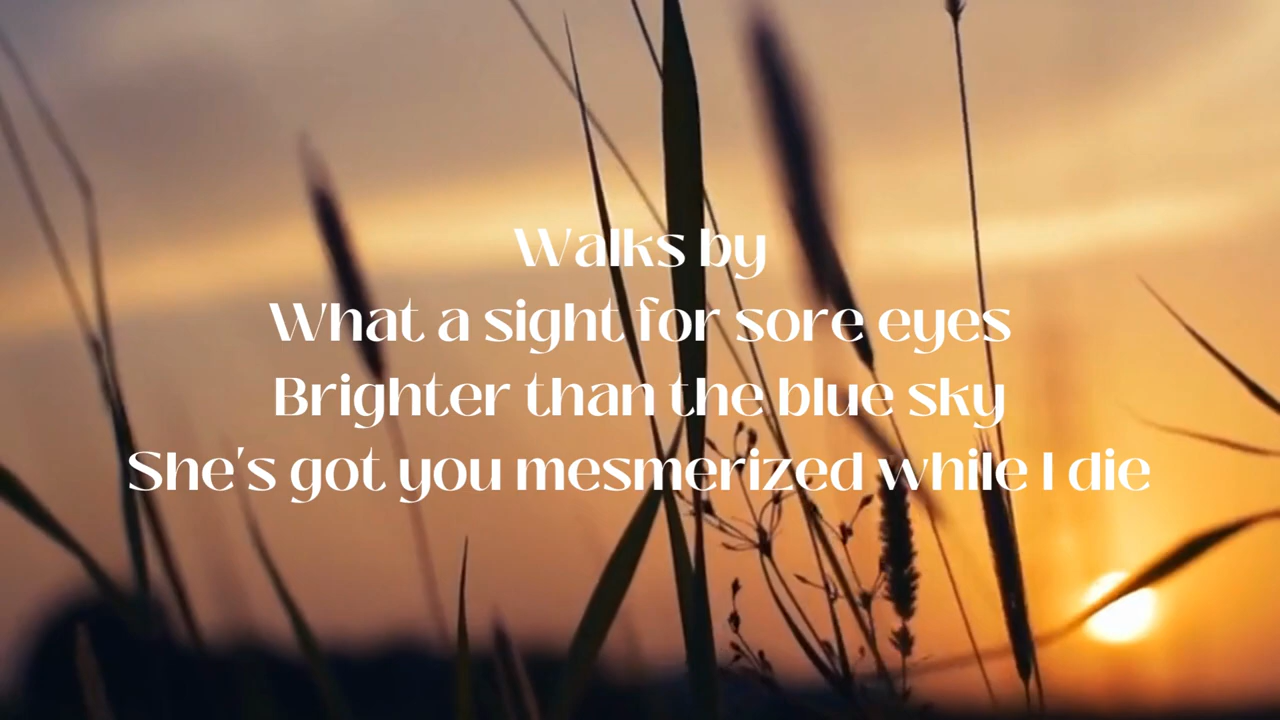 Walks by
What a sight for sore eyes
Brighter than the blue sky
She's got you mesmerized while I die